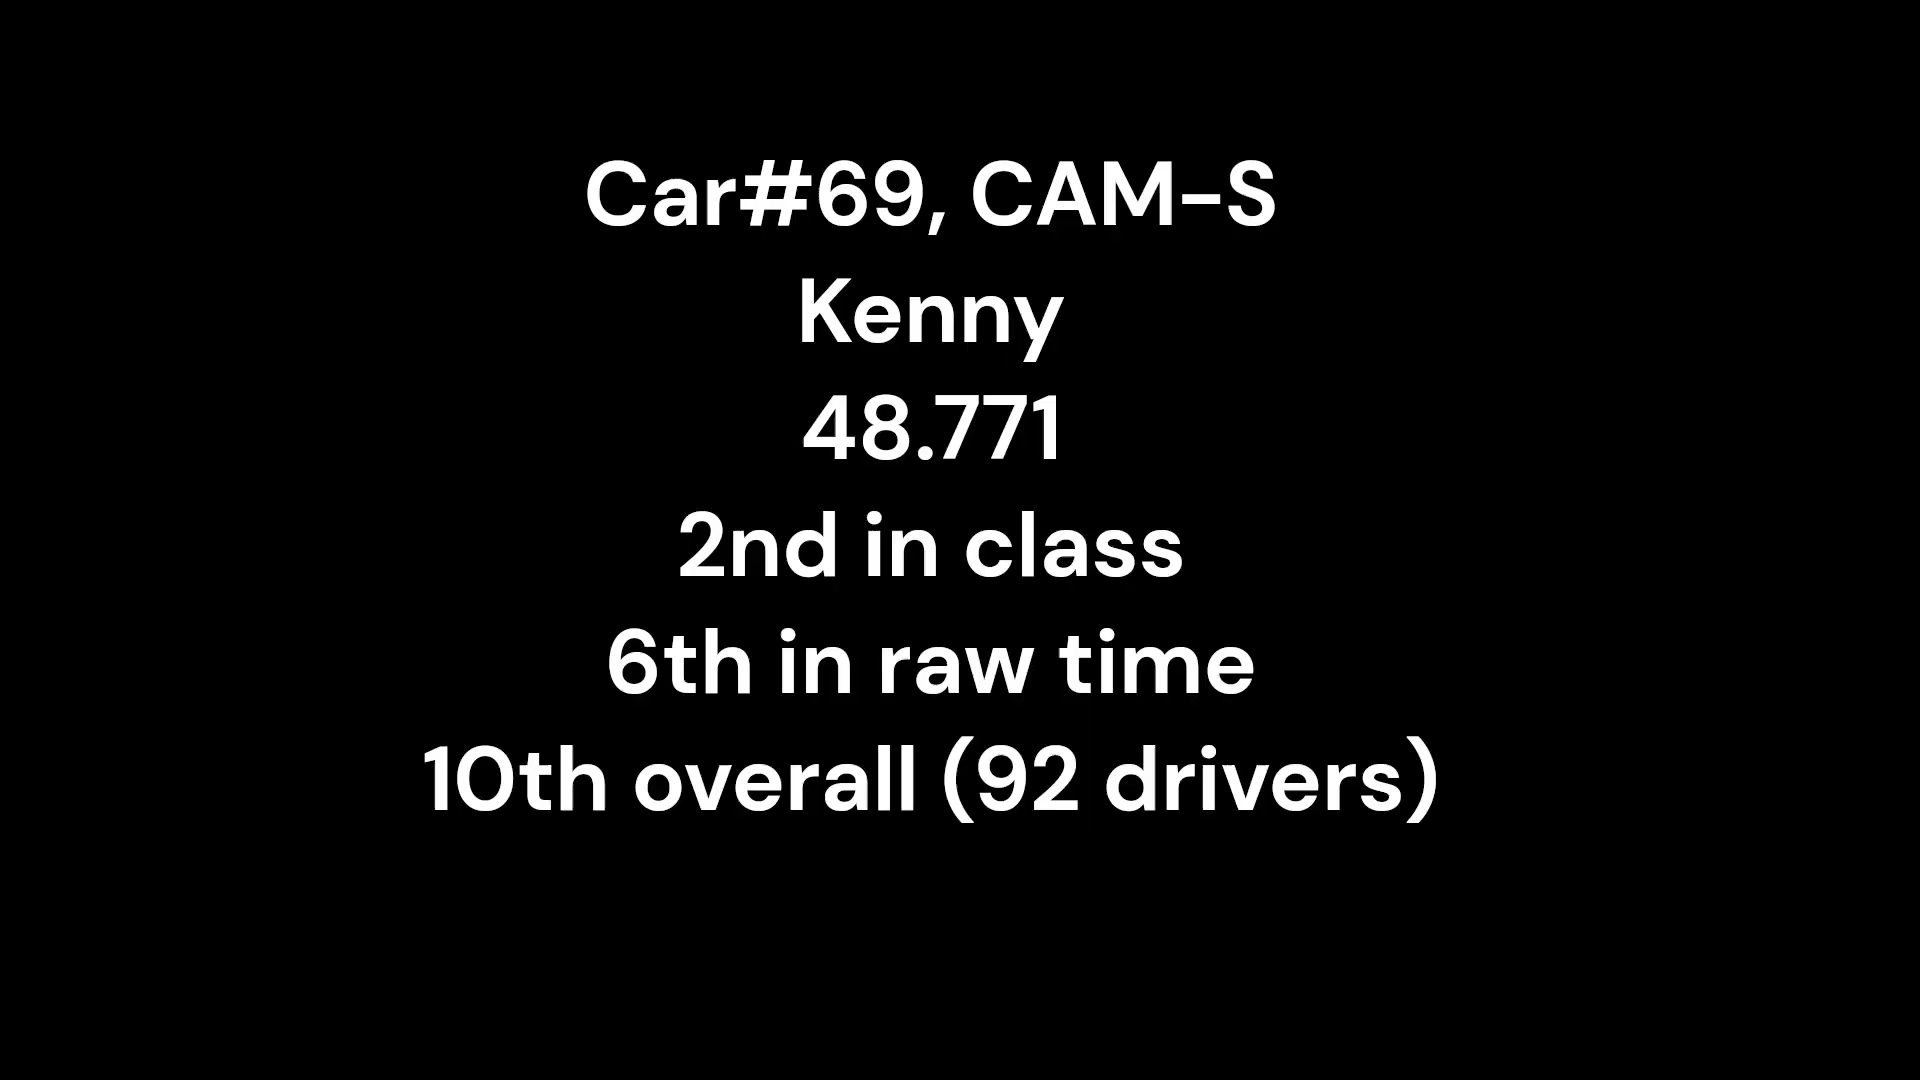 Car#69, CAM-S
Kenny
48.771
2nd in class
6th in raw time
10th overall (92 drivers)